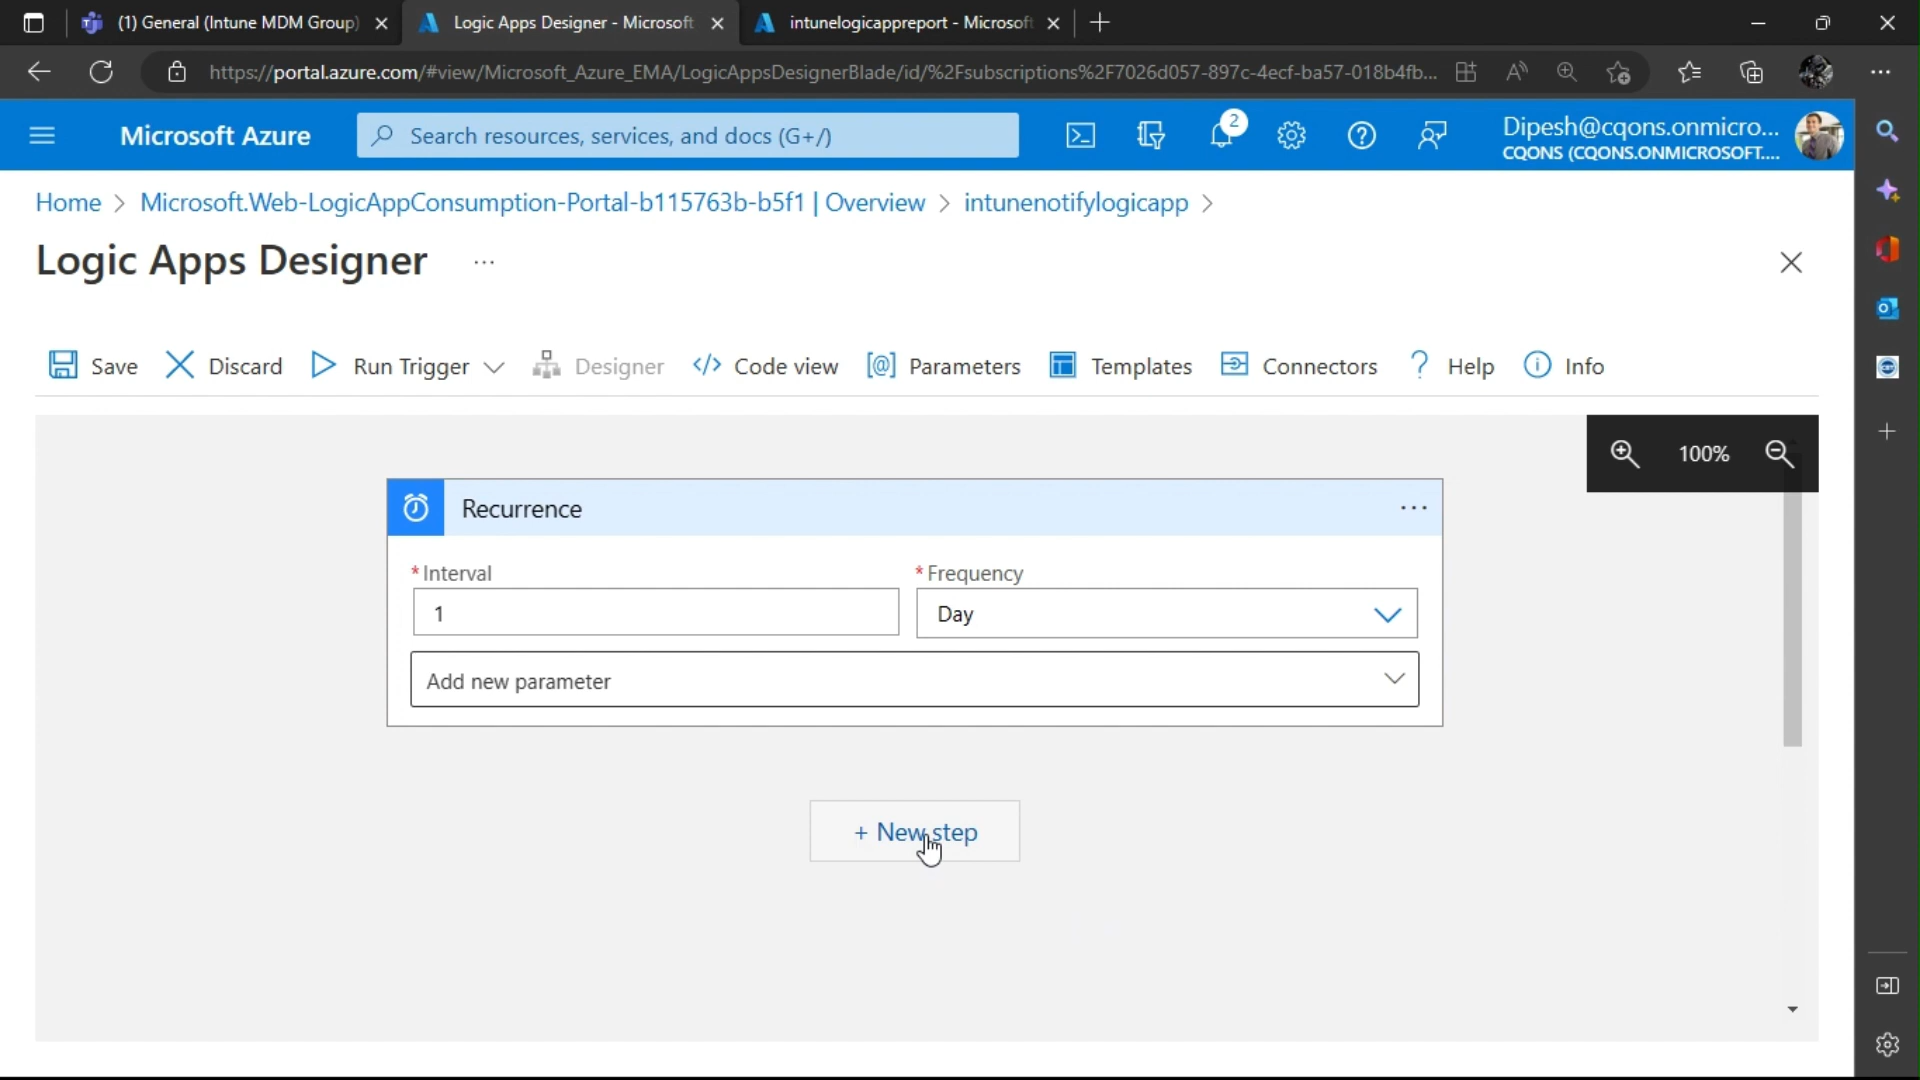 (1) General (Intune MDM Group)
Logic Apps Designer - Microsoft
intunelogicappreport - Microsoft
https://portal.azure.com/#view/Microsoft_Azure_EMA/LogicAppsDesignerBlade/id/%2Fsubscriptions%2F7026d057-897c-4ecf-ba57-018b4fb...
Microsoft Azure
Search resources, services, and docs (G+/)
2
Dipesh@cqons.onmicro...
CQONS (CQONS.ONMICROSOFT....
Home > Microsoft.Web-LogicAppConsumption-Portal-b115763b-b5f1 | Overview > intunenotifylogicapp >
Logic Apps Designer ...
Save Discard Run Trigger Designer Code view Parameters Templates Connectors Help Info
100%
Recurrence
* Interval
* Frequency
1
Day
Add new parameter
+ New step